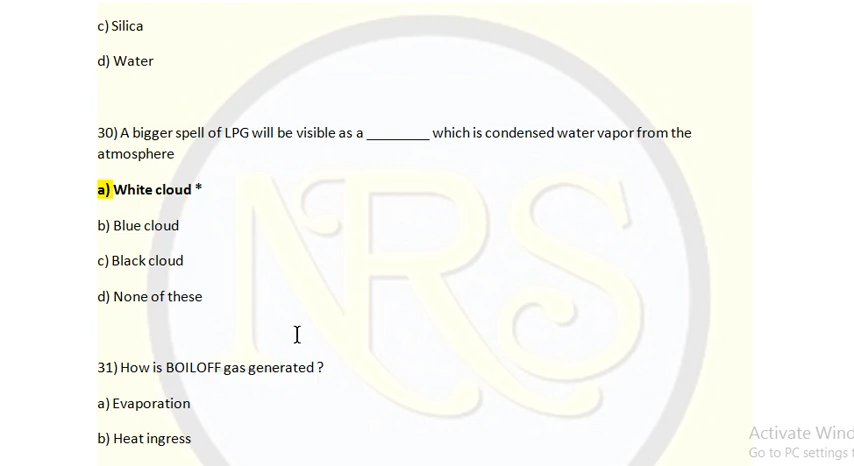 c) Silica
d) Water
30) A bigger spell of LPG will be visible as a ________ which is condensed water vapor from the
atmosphere
a) White cloud *
b) Blue cloud
c) Black cloud
d) None of these
31) How is BOILOFF gas generated ?
a) Evaporation
b) Heat ingress
NRS
Activate Wind
Go to PC settings t